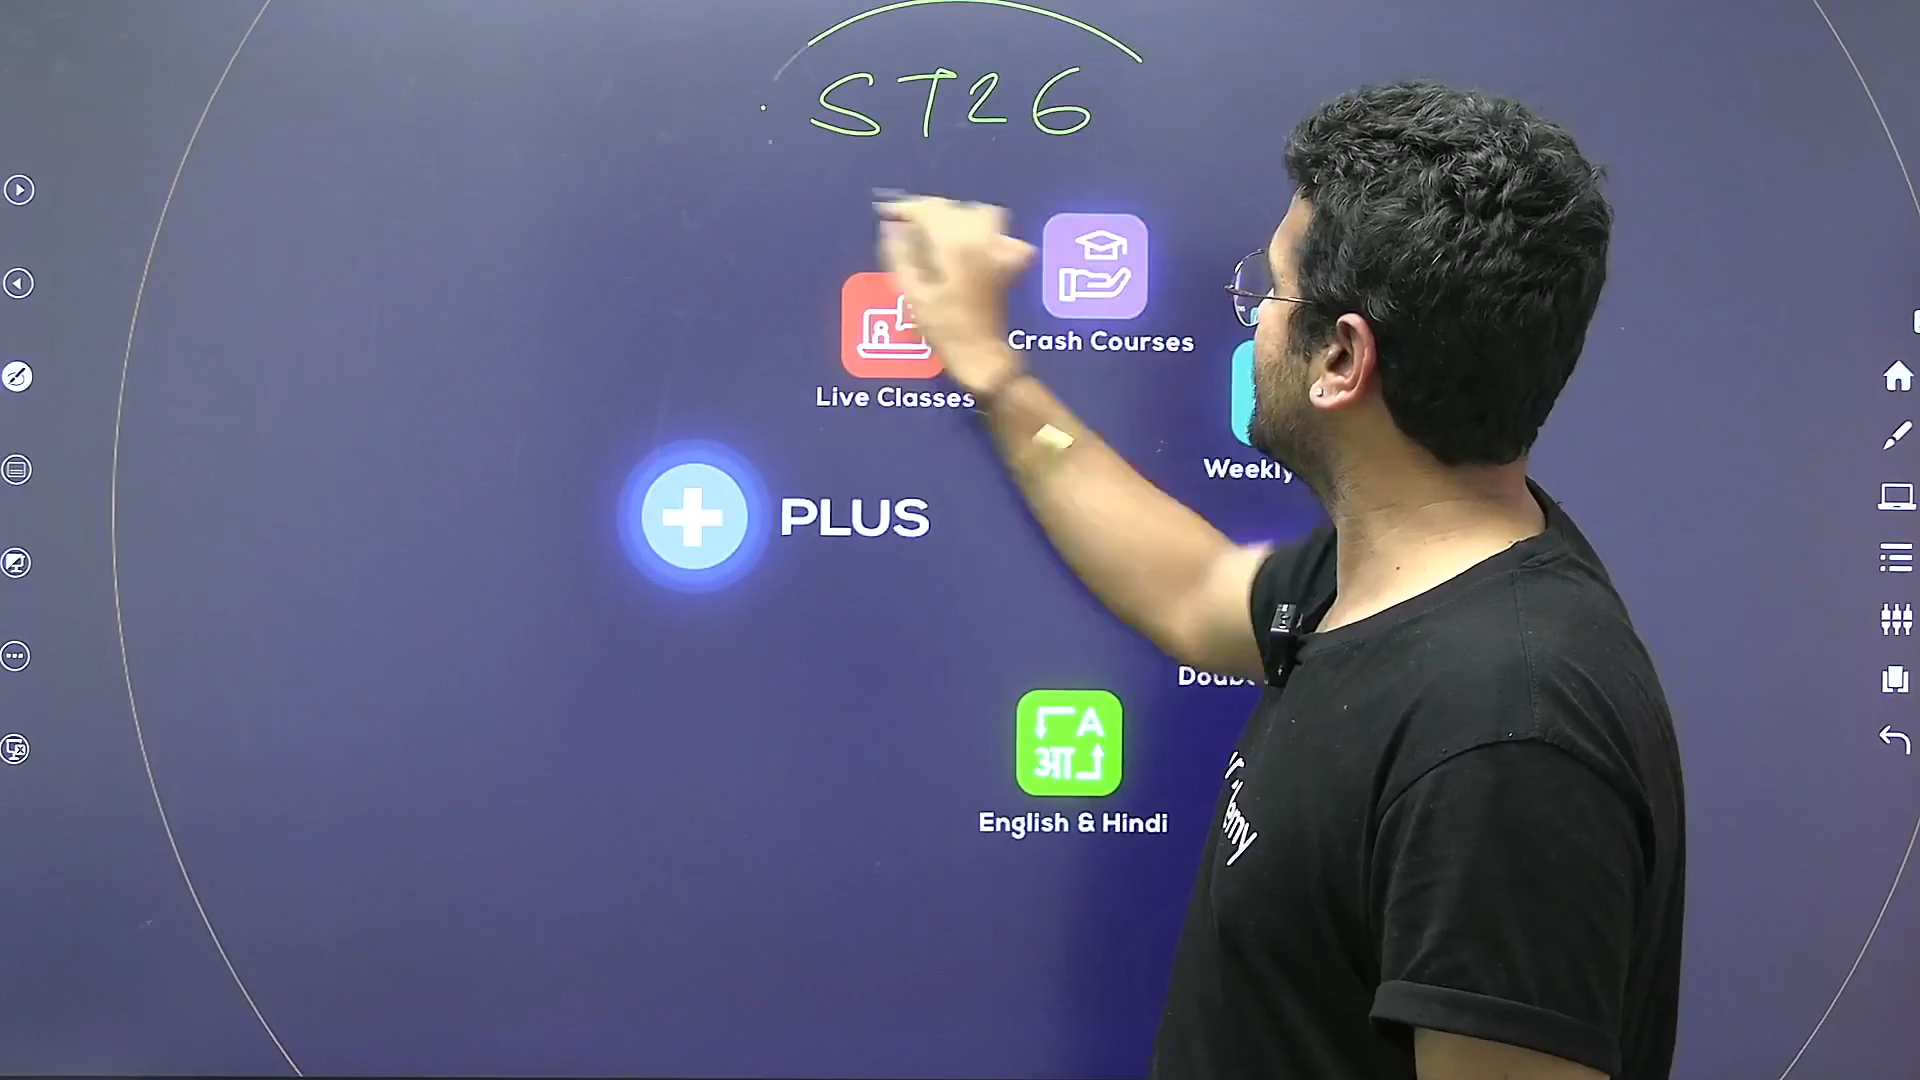 ST26
Crash Courses
Live Classes
Weekly
PLUS
A
आ
English & Hindi